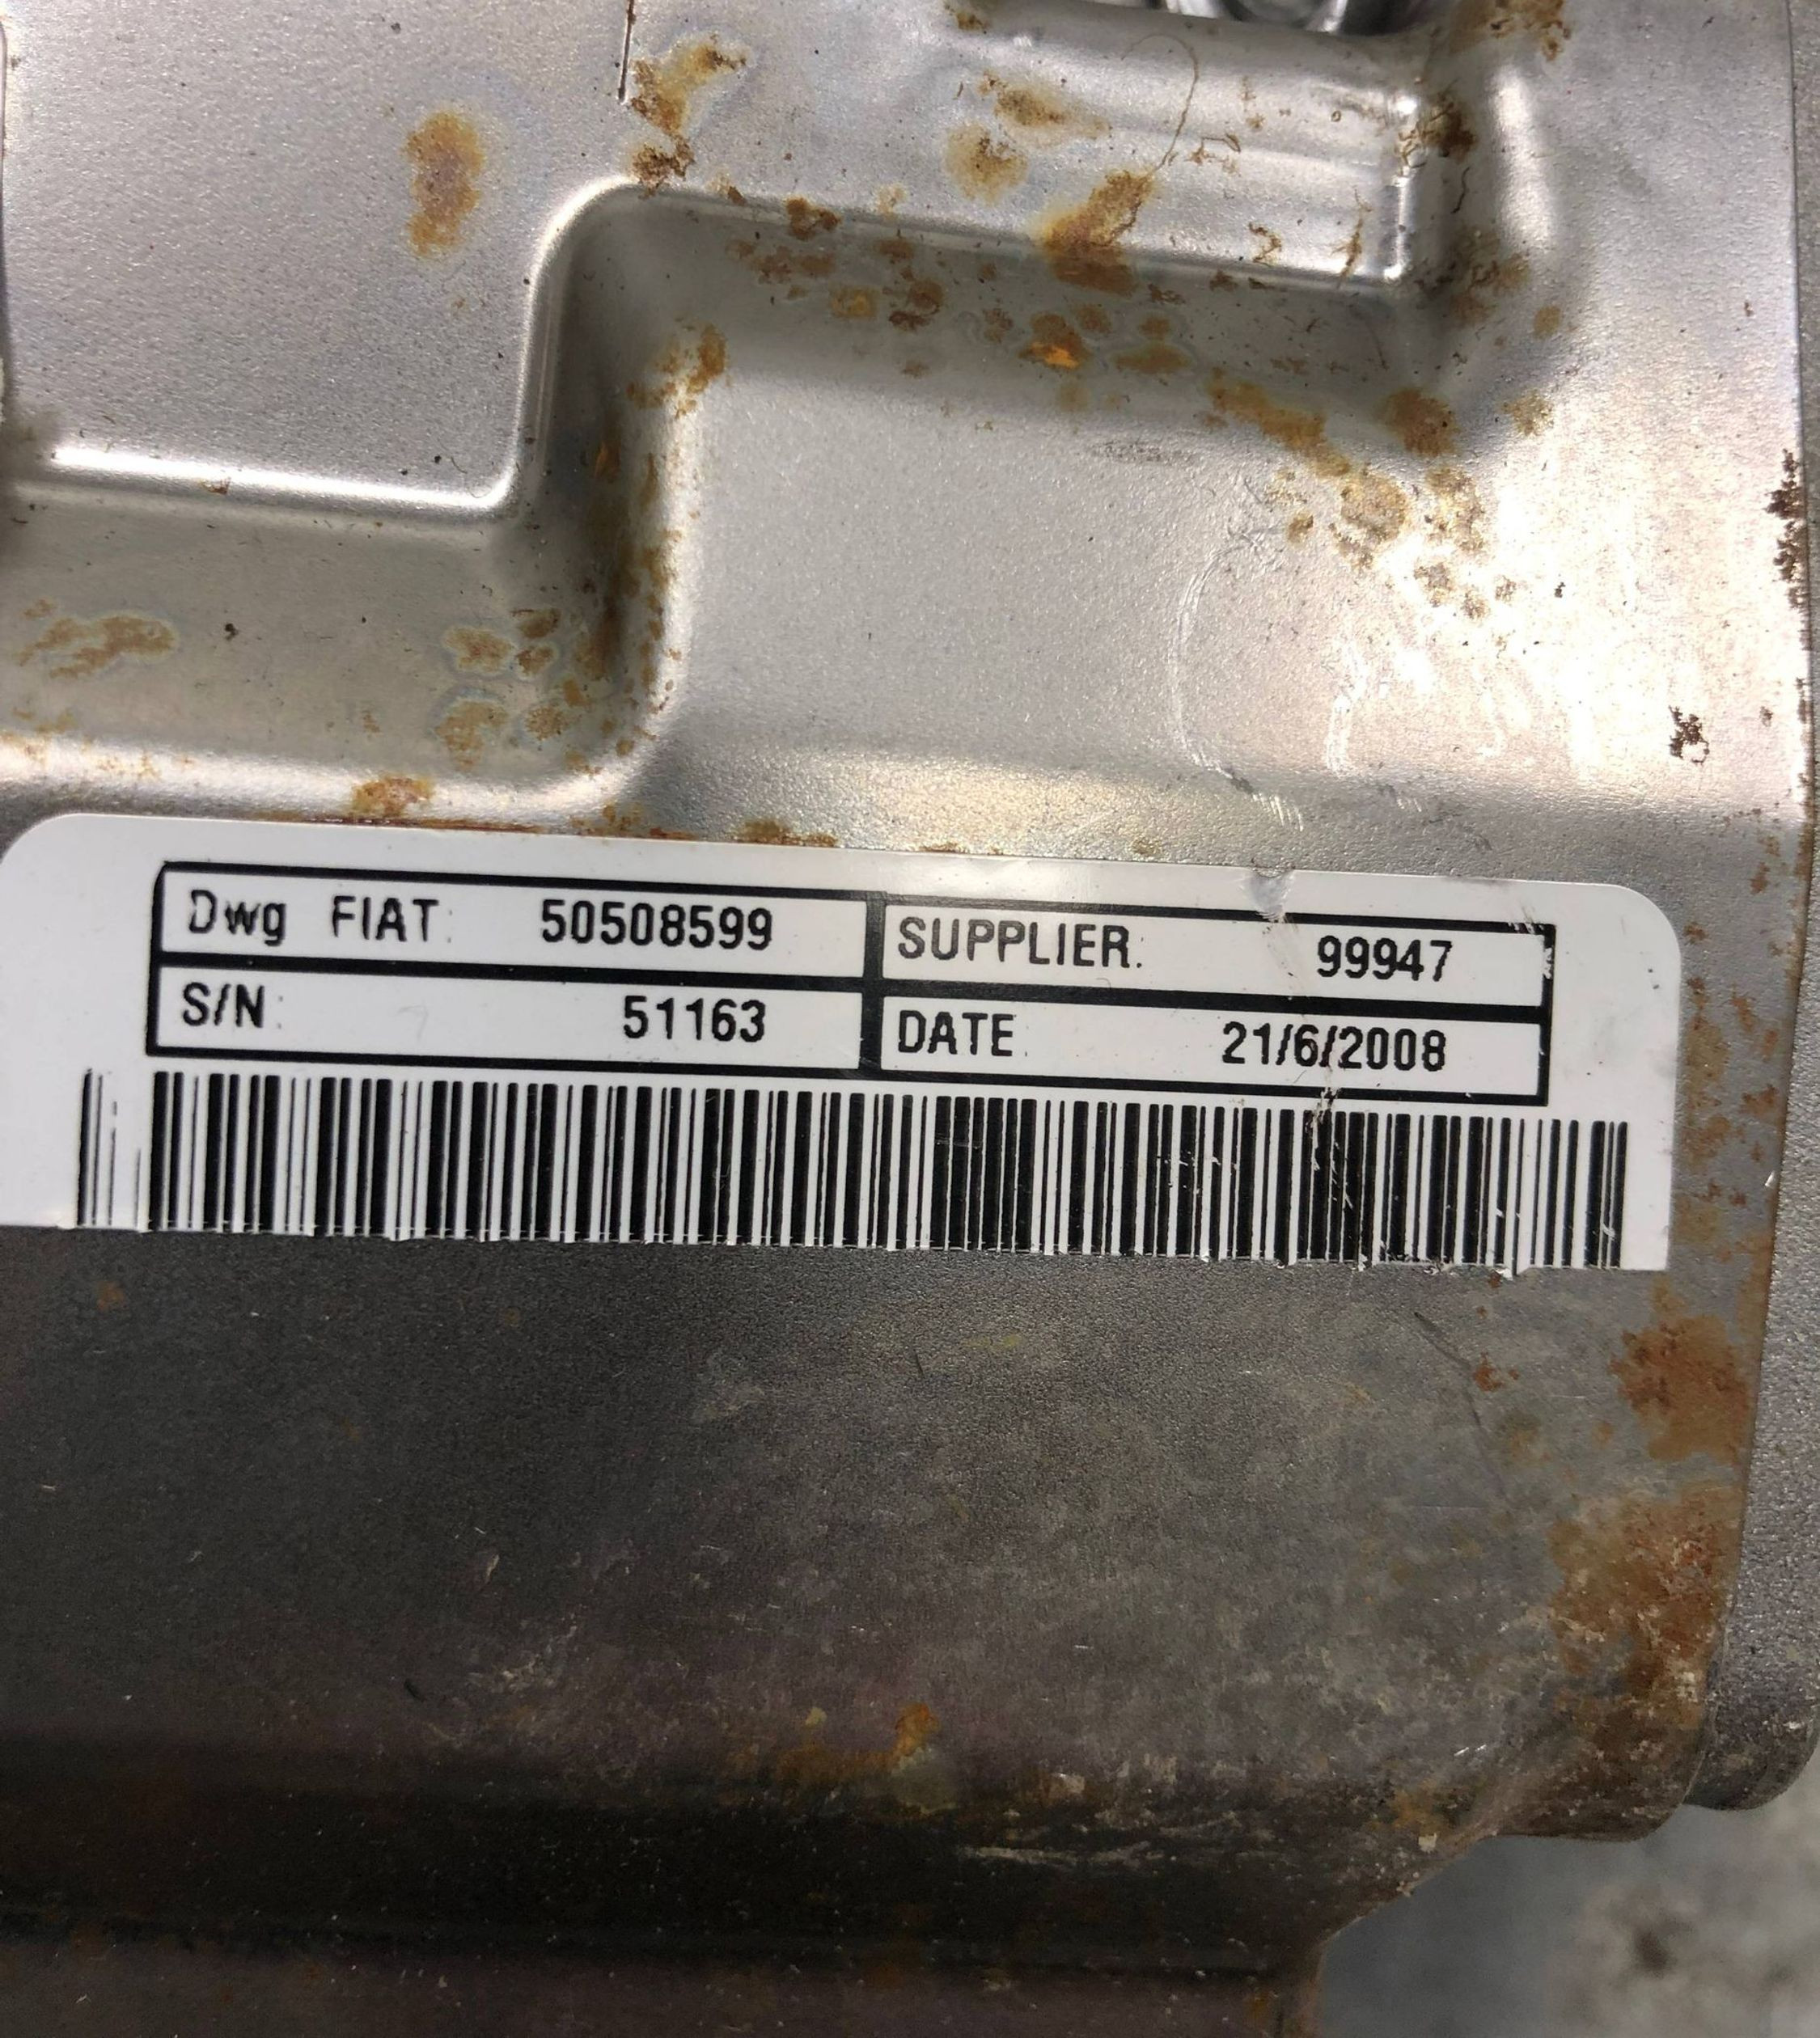 Dwg FIAT: 50508599 SUPPLIER: 99947
S/N: 51163 DATE: 21/6/2008